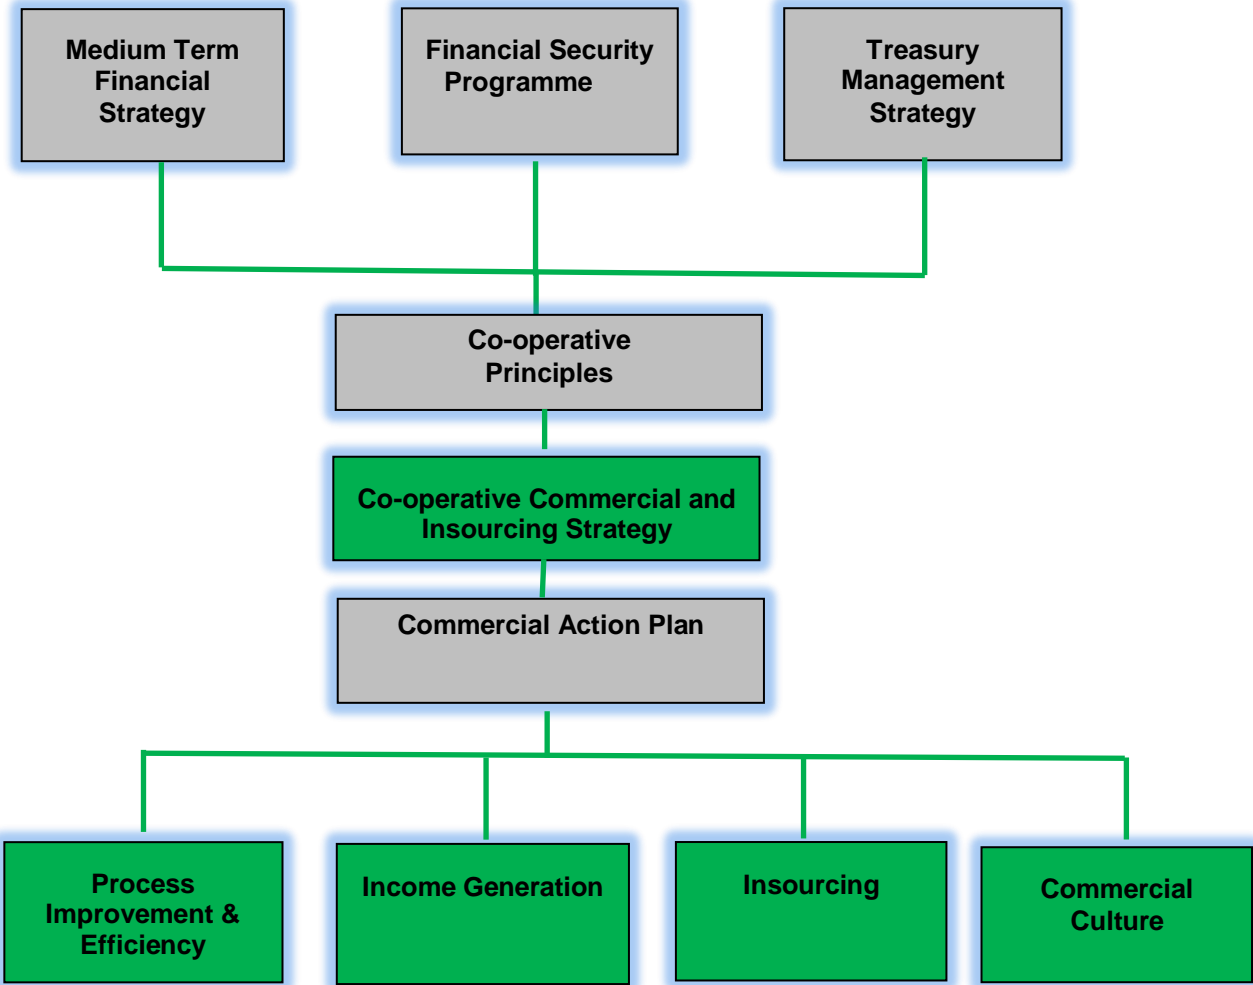 Medium Term
Financial
Strategy
Financial Security
Programme
Treasury
Management
Strategy
Co-operative
Principles
Co-operative Commercial and
Insourcing Strategy
Commercial Action Plan
Process
Improvement &
Efficiency
Income Generation
Insourcing
Commercial
Culture